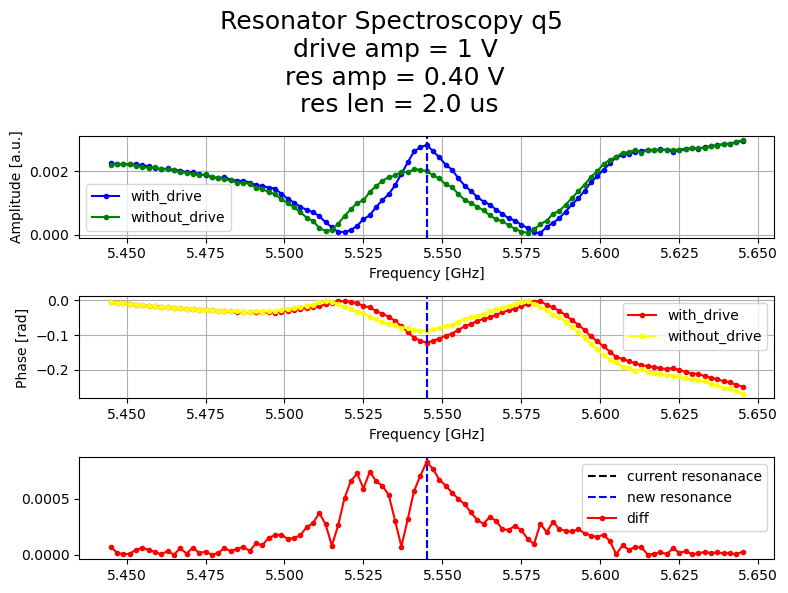 Resonator Spectroscopy q5
drive amp = 1 V
res amp = 0.40 V
res len = 2.0 us
Amplitude [a.u.]
0.002
0.000
with_drive
without_drive
5.450 5.475 5.500 5.525 5.550 5.575 5.600 5.625 5.650
Frequency [GHz]
Phase [rad]
0.0
−0.1
−0.2
with_drive
without_drive
5.450 5.475 5.500 5.525 5.550 5.575 5.600 5.625 5.650
Frequency [GHz]
0.0005
0.0000
current resonanace
new resonance
diff
5.450 5.475 5.500 5.525 5.550 5.575 5.600 5.625 5.650